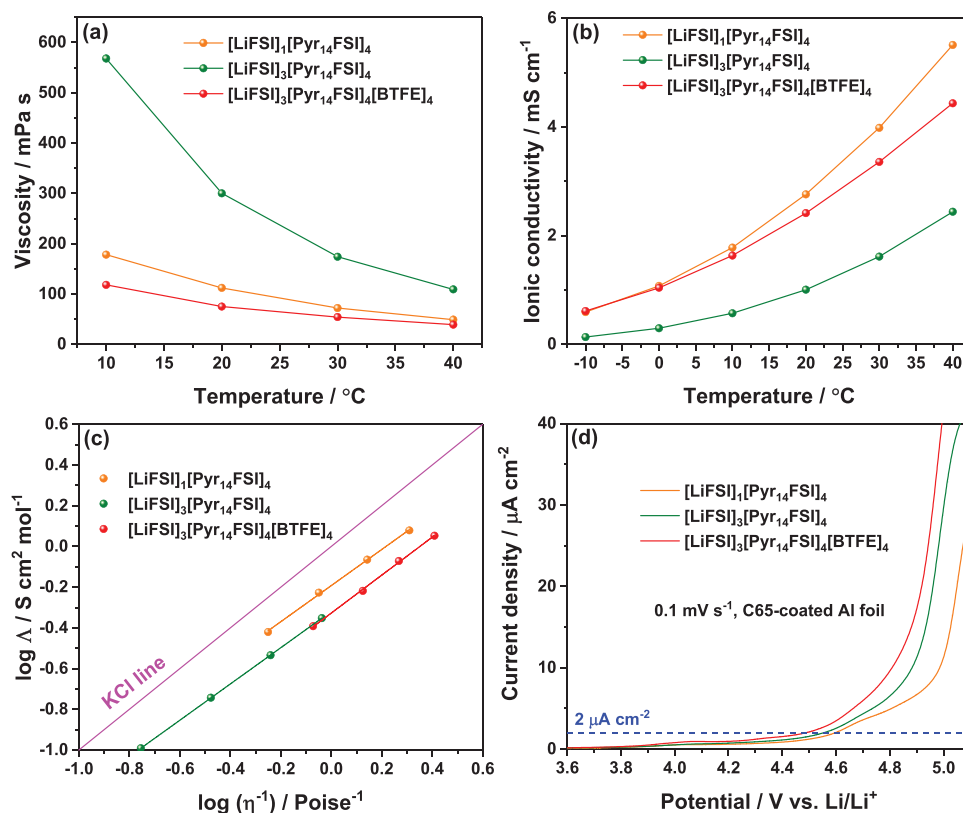 (a)
[LiFSI]₁[Pyr₁₄FSI]₄
[LiFSI]₃[Pyr₁₄FSI]₄
[LiFSI]₃[Pyr₁₄FSI]₄[BTFE]₄
Viscosity / mPa s
600
500
400
300
200
100
0
10 15 20 25 30 35 40
Temperature / °C
(b)
[LiFSI]₁[Pyr₁₄FSI]₄
[LiFSI]₃[Pyr₁₄FSI]₄
[LiFSI]₃[Pyr₁₄FSI]₄[BTFE]₄
Ionic conductivity / mS cm⁻¹
6
4
2
0
-10 -5 0 5 10 15 20 25 30 35 40
Temperature / °C
(c)
[LiFSI]₁[Pyr₁₄FSI]₄
[LiFSI]₃[Pyr₁₄FSI]₄
[LiFSI]₃[Pyr₁₄FSI]₄[BTFE]₄
KCl line
log Λ / S cm² mol⁻¹
0.6
0.4
0.2
0.0
-0.2
-0.4
-0.6
-0.8
-1.0
-1.0 -0.8 -0.6 -0.4 -0.2 0.0 0.2 0.4 0.6
log (η⁻¹) / Poise⁻¹
(d)
[LiFSI]₁[Pyr₁₄FSI]₄
[LiFSI]₃[Pyr₁₄FSI]₄
[LiFSI]₃[Pyr₁₄FSI]₄[BTFE]₄
0.1 mV s⁻¹, C65-coated Al foil
2 μA cm⁻²
Current density / μA cm⁻²
40
30
20
10
0
3.6 3.8 4.0 4.2 4.4 4.6 4.8 5.0
Potential / V vs. Li/Li⁺